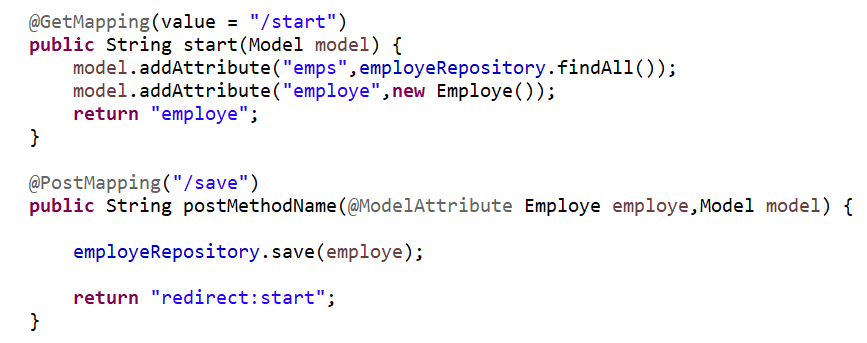 @GetMapping(value = "/start")
public String start(Model model) {
model.addAttribute("emps",employeRepository.findAll());
model.addAttribute("employe",new Employe());
return "employe";
}
@PostMapping("/save")
public String postMethodName(@ModelAttribute Employe employe,Model model) {
employeRepository.save(employe);
return "redirect:start";
}